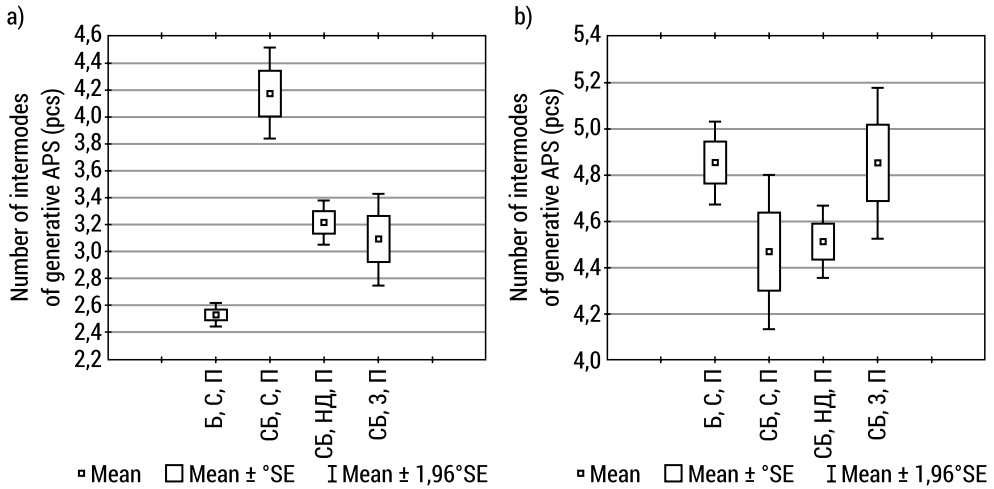 a)
Number of intermodes
of generative APS (pcs)
4,6
4,4
4,2
4,0
3,8
3,6
3,4
3,2
3,0
2,8
2,6
2,4
2,2
Б, С, П
СБ, С, П
СБ, НД, П
СБ, З, П
Mean
Mean ± °SE
Mean ± 1,96°SE
b)
Number of intermodes
of generative APS (pcs)
5,4
5,2
5,0
4,8
4,6
4,4
4,2
4,0
Б, С, П
СБ, С, П
СБ, НД, П
СБ, З, П
Mean
Mean ± °SE
Mean ± 1,96°SE